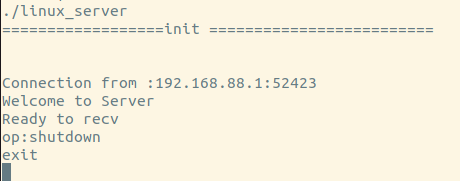 ./linux_server
==================init =========================
Connection from :192.168.88.1:52423
Welcome to Server
Ready to recv
op:shutdown
exit